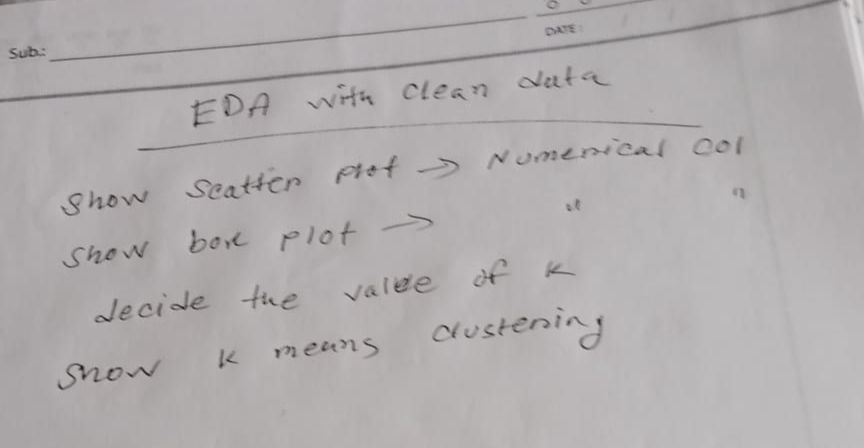 Sub.:
DATE:
EDA with clean data
Show Scatter plot → Numerical col
Show box plot → " "
decide the value of k
Show k means clustering